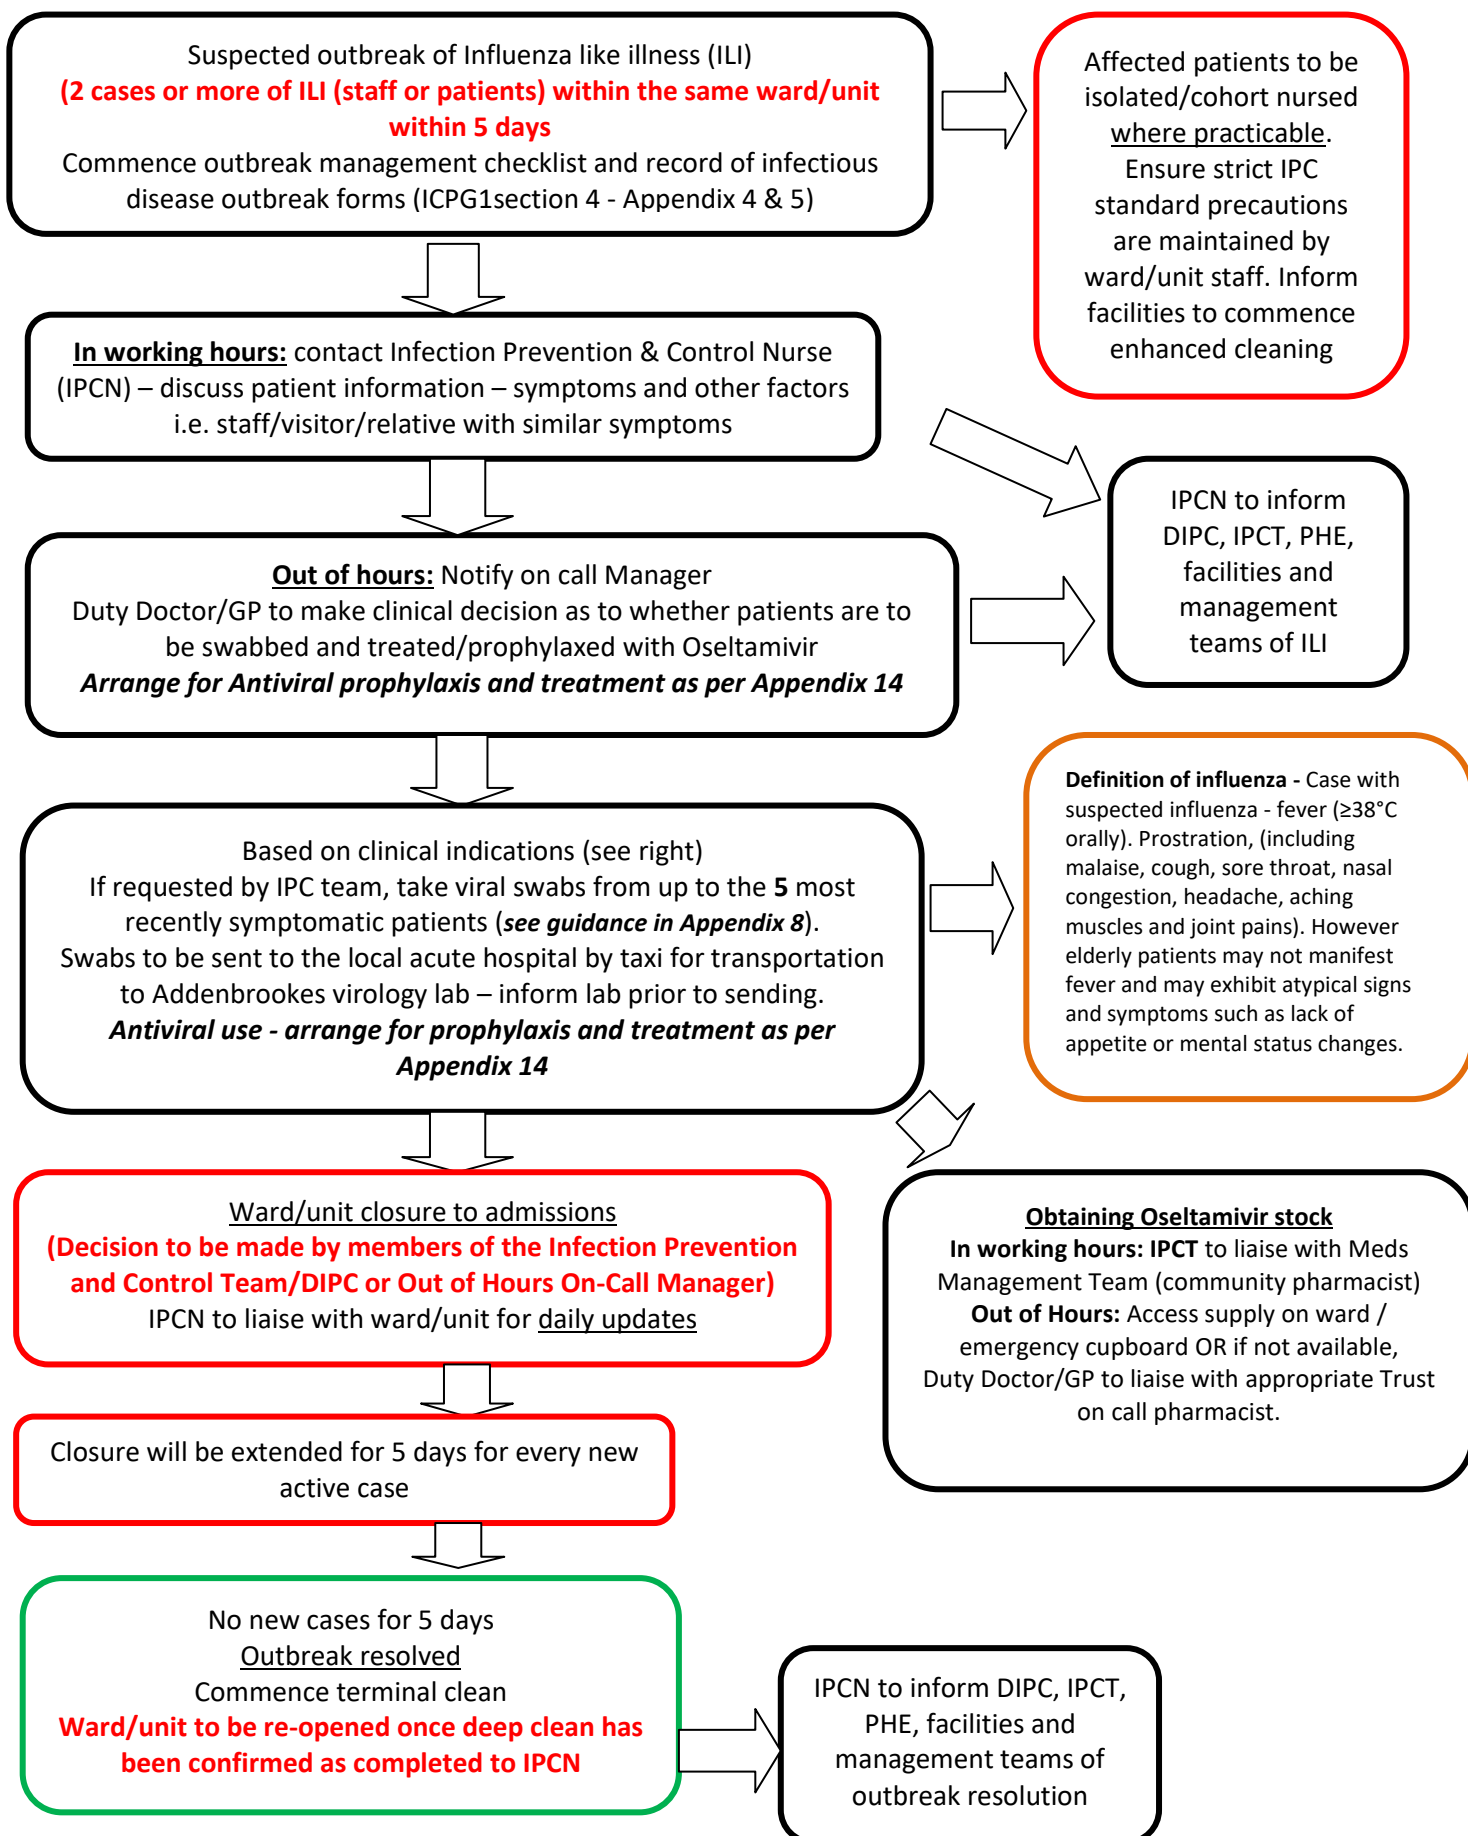 Suspected outbreak of Influenza like illness (ILI)
(2 cases or more of ILI (staff or patients) within the same ward/unit
within 5 days
Commence outbreak management checklist and record of infectious
disease outbreak forms (ICPG1section 4 - Appendix 4 & 5)
Affected patients to be
isolated/cohort nursed
where practicable.
Ensure strict IPC
standard precautions
are maintained by
ward/unit staff. Inform
facilities to commence
enhanced cleaning
In working hours: contact Infection Prevention & Control Nurse
(IPCN) – discuss patient information – symptoms and other factors
i.e. staff/visitor/relative with similar symptoms
IPCN to inform
DIPC, IPCT, PHE,
facilities and
management
teams of ILI
Out of hours: Notify on call Manager
Duty Doctor/GP to make clinical decision as to whether patients are to
be swabbed and treated/prophylaxed with Oseltamivir
Arrange for Antiviral prophylaxis and treatment as per Appendix 14
Definition of influenza - Case with
suspected influenza - fever (≥38°C
orally). Prostration, (including
malaise, cough, sore throat, nasal
congestion, headache, aching
muscles and joint pains). However
elderly patients may not manifest
fever and may exhibit atypical signs
and symptoms such as lack of
appetite or mental status changes.
Based on clinical indications (see right)
If requested by IPC team, take viral swabs from up to the 5 most
recently symptomatic patients (see guidance in Appendix 8).
Swabs to be sent to the local acute hospital by taxi for transportation
to Addenbrookes virology lab – inform lab prior to sending.
Antiviral use - arrange for prophylaxis and treatment as per
Appendix 14
Ward/unit closure to admissions
(Decision to be made by members of the Infection Prevention
and Control Team/DIPC or Out of Hours On-Call Manager)
IPCN to liaise with ward/unit for daily updates
Obtaining Oseltamivir stock
In working hours: IPCT to liaise with Meds
Management Team (community pharmacist)
Out of Hours: Access supply on ward /
emergency cupboard OR if not available,
Duty Doctor/GP to liaise with appropriate Trust
on call pharmacist.
Closure will be extended for 5 days for every new
active case
No new cases for 5 days
Outbreak resolved
Commence terminal clean
Ward/unit to be re-opened once deep clean has
been confirmed as completed to IPCN
IPCN to inform DIPC, IPCT,
PHE, facilities and
management teams of
outbreak resolution